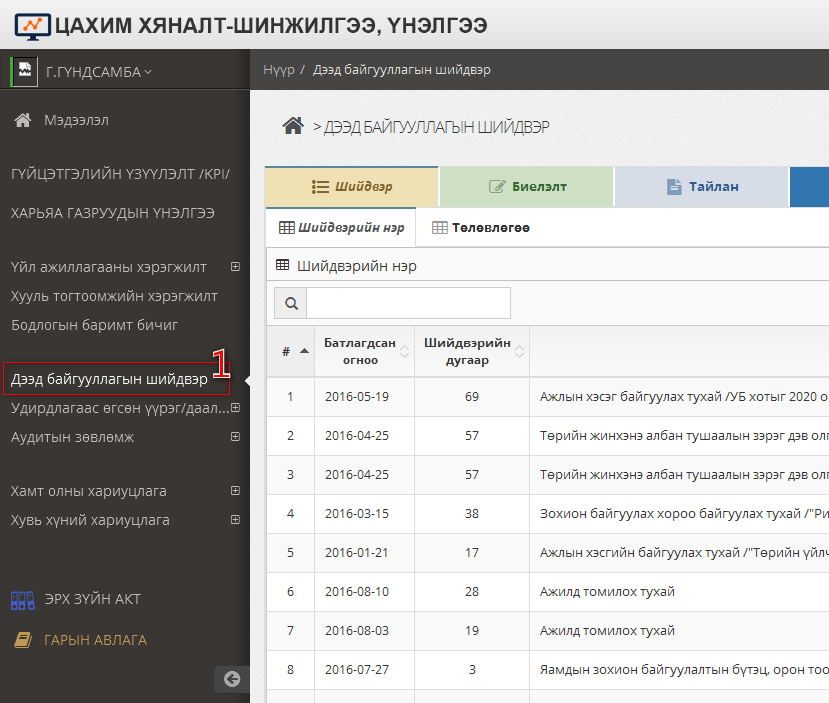 ЦАХИМ ХЯНАЛТ-ШИНЖИЛГЭЭ, ҮНЭЛГЭЭ
Г.ГҮНДСАМБА
Нүүр / Дээд байгууллагын шийдвэр
Мэдээлэл
> ДЭЭД БАЙГУУЛЛАГЫН ШИЙДВЭР
ГҮЙЦЭТГЭЛИЙН ҮЗҮҮЛЭЛТ /KPI/
ХАРЬЯА ГАЗРУУДЫН ҮНЭЛГЭЭ
Үйл ажиллагааны хэрэгжилт
Хууль тогтоомжийн хэрэгжилт
Бодлогын баримт бичиг
Дээд байгууллагын шийдвэр
1
Удирдлагаас өгсөн үүрэг/даал...
Аудитын зөвлөмж
Хамт олны хариуцлага
Хувь хүний хариуцлага
ЭРХ ЗҮЙН АКТ
ГАРЫН АВЛАГА
Шийдвэр Биелэлт Тайлан
Шийдвэрийн нэр Төлөвлөгөө
Шийдвэрийн нэр
# Батлагдсан огноо Шийдвэрийн дугаар
1 2016-05-19 69 Ажлын хэсэг байгуулах тухай /УБ хотыг 2020 о
2 2016-04-25 57 Төрийн жинхэнэ албан тушаалын зэрэг дэв олг
3 2016-04-25 57 Төрийн жинхэнэ албан тушаалын зэрэг дэв олг
4 2016-03-15 38 Зохион байгуулах хороо байгуулах тухай /"Ри
5 2016-01-21 17 Ажлын хэсгийн байгуулах тухай /"Төрийн үйлч
6 2016-08-10 28 Ажилд томилох тухай
7 2016-08-03 19 Ажилд томилох тухай
8 2016-07-27 3 Яамдын зохион байгуулалтын бүтэц, орон тоо